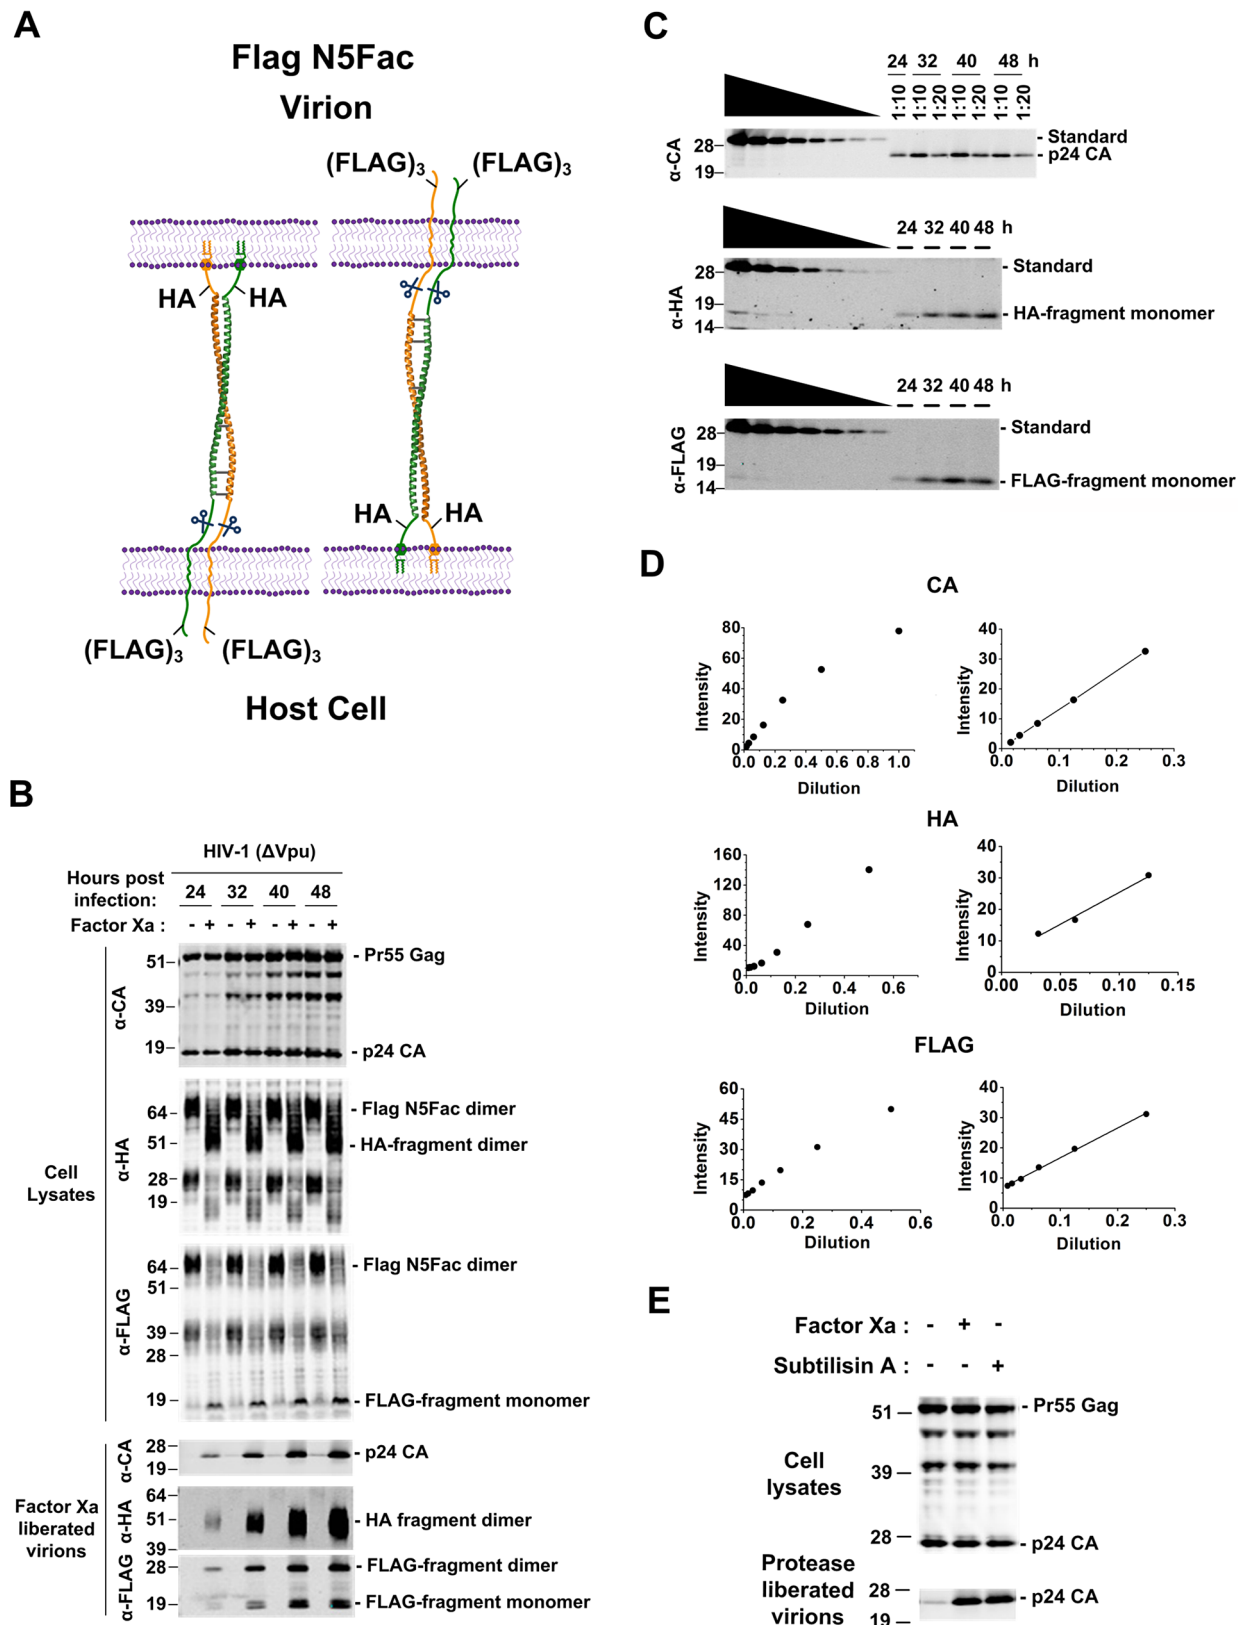 A
Flag N5Fac
Virion
(FLAG)3 (FLAG)3
HA HA
HA HA
(FLAG)3 (FLAG)3
Host Cell
B
HIV-1 (ΔVpu)
Hours post infection: 24 32 40 48
Factor Xa : - + - + - + - +
α-CA
51 - Pr55 Gag
39
19 - p24 CA
Cell Lysates
α-HA
64 - Flag N5Fac dimer
51 - HA-fragment dimer
28
19
α-FLAG
64 - Flag N5Fac dimer
51
39
28
19 - FLAG-fragment monomer
Factor Xa liberated virions
α-CA
28 - p24 CA
19
α-HA
64
51 - HA fragment dimer
39
α-FLAG
28 - FLAG-fragment dimer
19 - FLAG-fragment monomer
C
24 32 40 48 h
1:10 1:10 1:20 1:10 1:20 1:10 1:20
α-CA
28 - Standard
- p24 CA
19
24 32 40 48 h
α-HA
28 - Standard
19 - HA-fragment monomer
14
24 32 40 48 h
α-FLAG
28 - Standard
19
14 - FLAG-fragment monomer
D
CA
Intensity
80
60
40
20
0
0.0 0.2 0.4 0.6 0.8 1.0
Dilution
Intensity
40
30
20
10
0
0.0 0.1 0.2 0.3
Dilution
HA
Intensity
160
120
80
40
0
0.0 0.2 0.4 0.6
Dilution
Intensity
40
30
20
10
0
0.00 0.05 0.10 0.15
Dilution
FLAG
Intensity
60
45
30
15
0
0.0 0.2 0.4 0.6
Dilution
Intensity
40
30
20
10
0
0.0 0.1 0.2 0.3
Dilution
E
Factor Xa : - + -
Subtilisin A : - - +
Cell lysates
51 - Pr55 Gag
39
28 - p24 CA
Protease liberated virions
28 - p24 CA
19